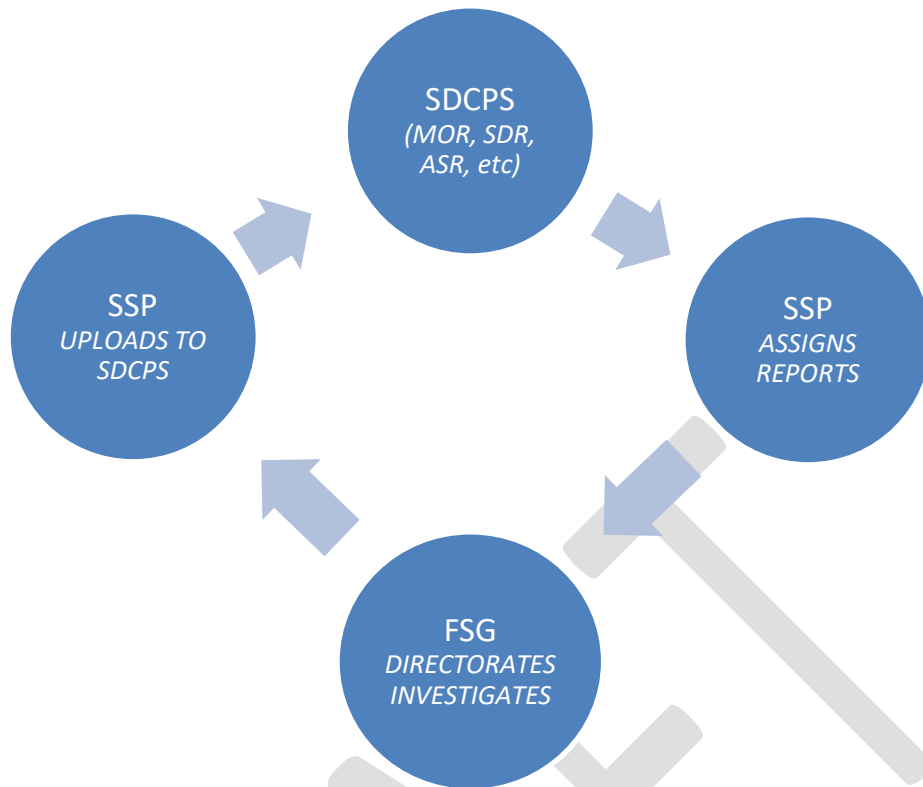 SDCPS
(MOR, SDR,
ASR, etc)
SSP
ASSIGNS
REPORTS
FSG
DIRECTORATES
INVESTIGATES
SSP
UPLOADS TO
SDCPS